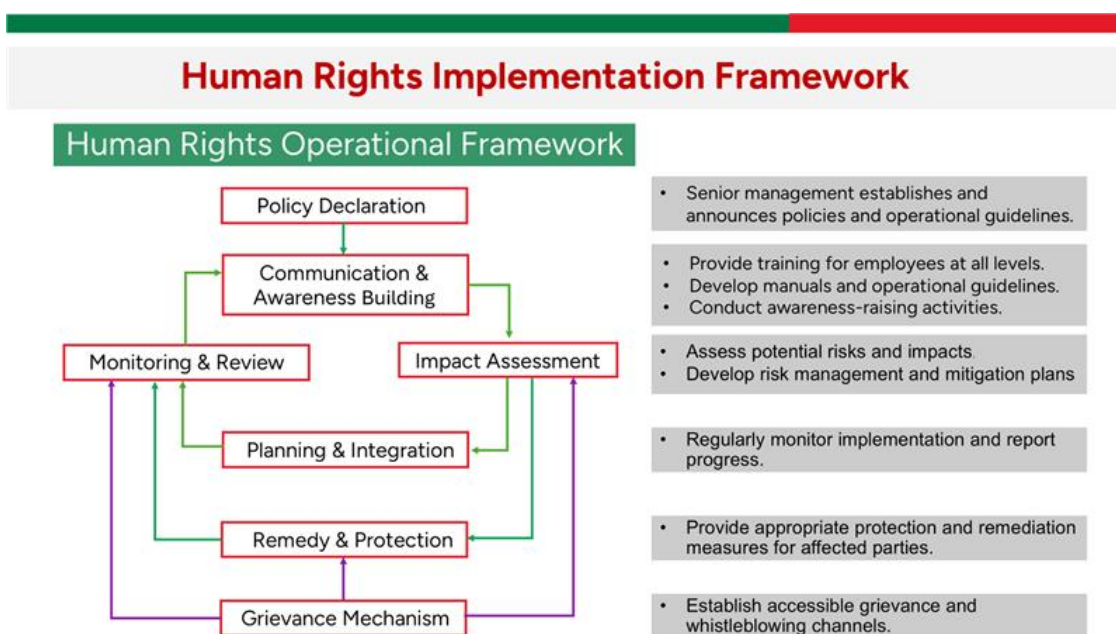 Human Rights Implementation Framework
Human Rights Operational Framework
Policy Declaration
• Senior management establishes and
announces policies and operational guidelines.
Communication &
Awareness Building
• Provide training for employees at all levels.
• Develop manuals and operational guidelines.
• Conduct awareness-raising activities.
Monitoring & Review
Impact Assessment
• Assess potential risks and impacts.
• Develop risk management and mitigation plans
Planning & Integration
• Regularly monitor implementation and report
progress.
Remedy & Protection
• Provide appropriate protection and remediation
measures for affected parties.
Grievance Mechanism
• Establish accessible grievance and
whistleblowing channels.